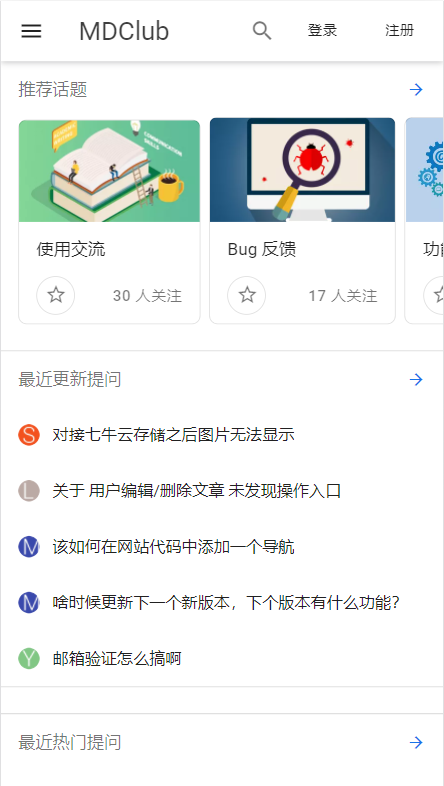 MDClub
登录
注册
推荐话题
使用交流
Bug 反馈
功能
30 人关注
17 人关注
最近更新提问
S
对接七牛云存储之后图片无法显示
L
关于 用户编辑/删除文章 未发现操作入口
M
该如何在网站代码中添加一个导航
M
啥时候更新下一个新版本，下个版本有什么功能?
Y
邮箱验证怎么搞啊
最近热门提问